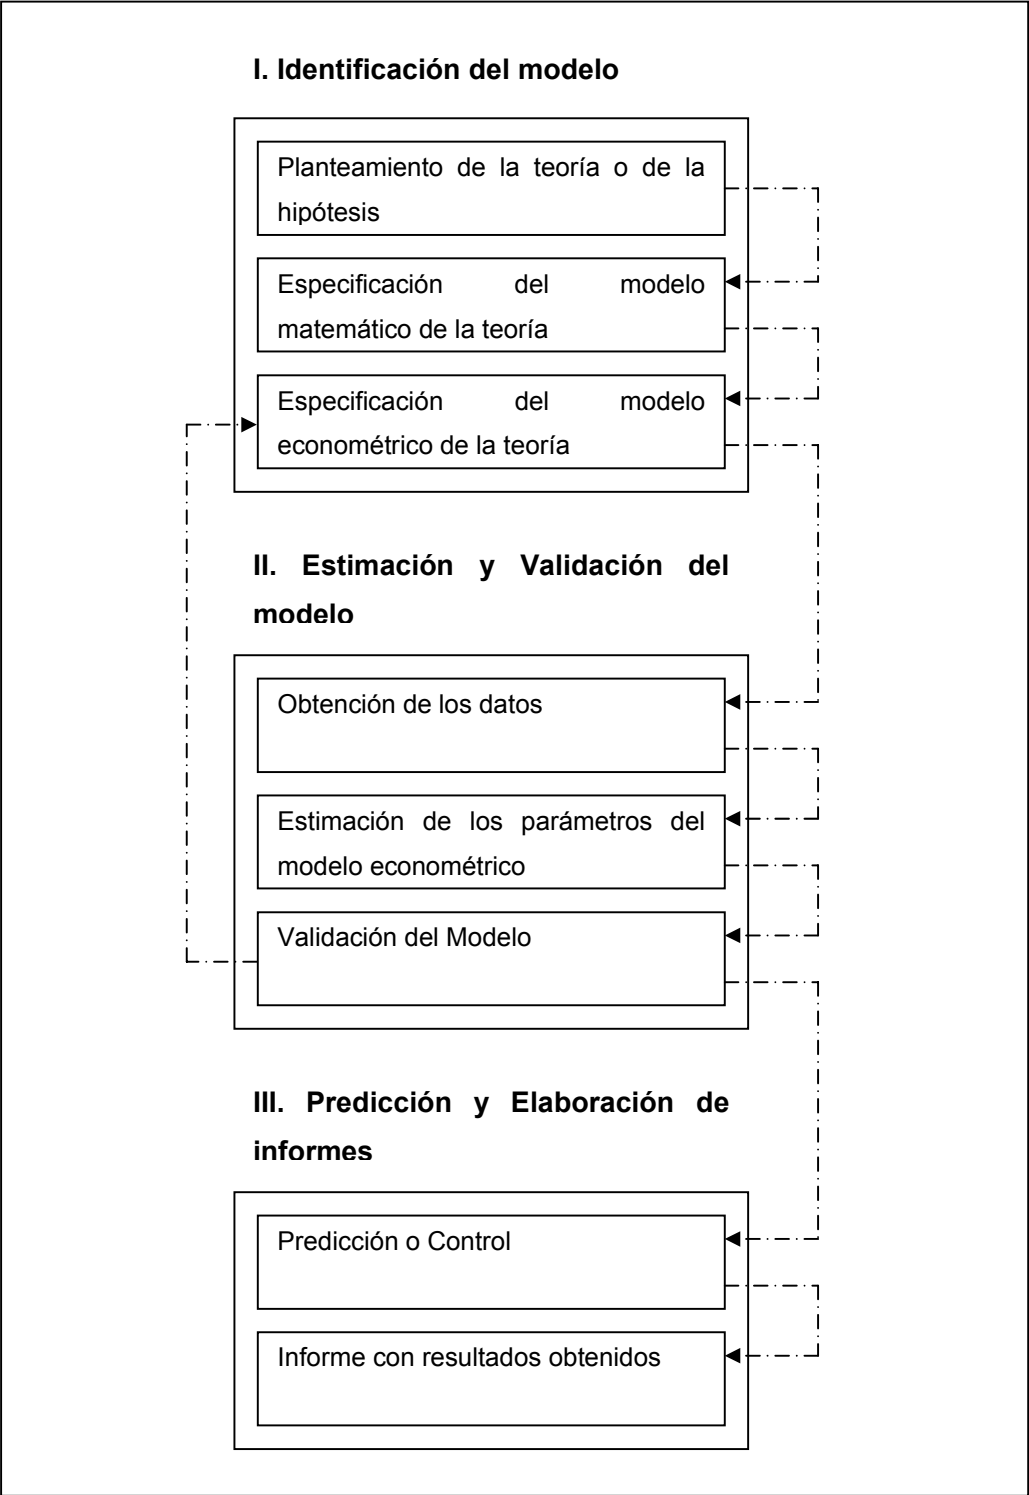 I. Identificación del modelo
Planteamiento de la teoría o de la
hipótesis
Especificación del modelo
matemático de la teoría
Especificación del modelo
econométrico de la teoría
II. Estimación y Validación del
modelo
Obtención de los datos
Estimación de los parámetros del
modelo econométrico
Validación del Modelo
III. Predicción y Elaboración de
informes
Predicción o Control
Informe con resultados obtenidos